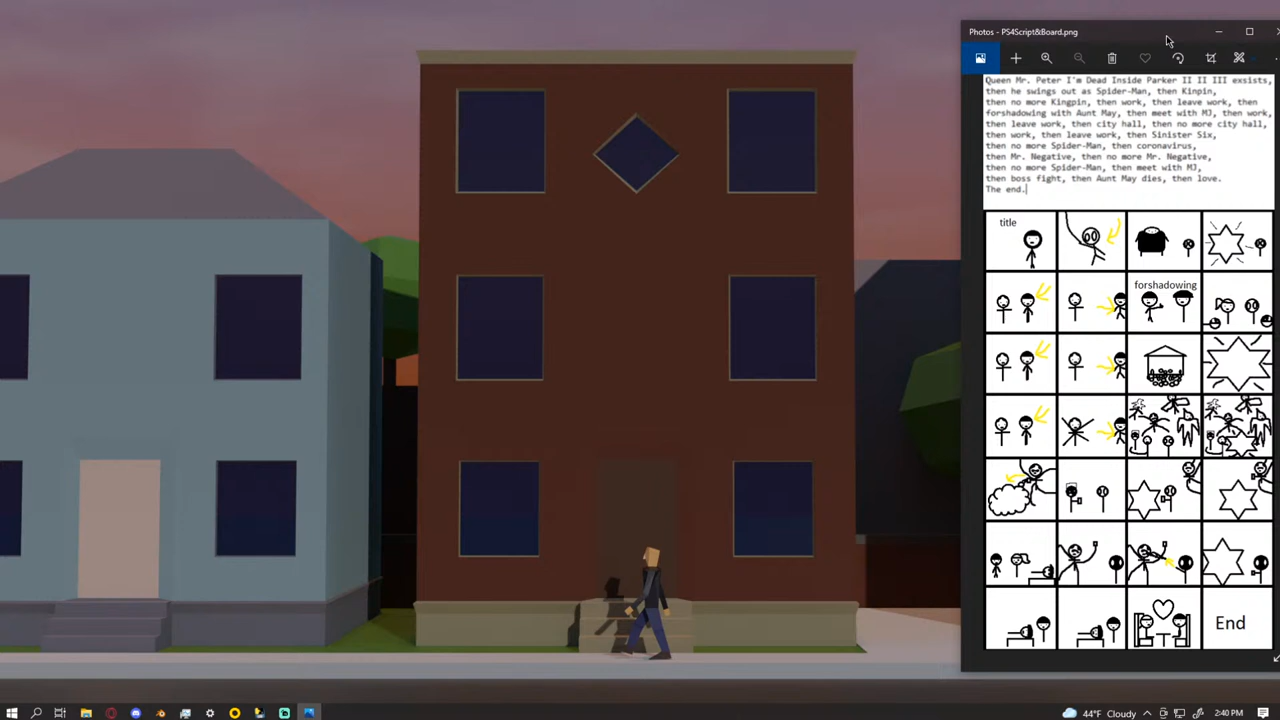 Photos - PS4Script&Board.png
Queen Mr. Peter I'm Dead Inside Parker II II III exsists,
then he swings out as Spider-Man, then Kinpin,
then no more Kingpin, then work, then leave work, then
forshadowing with Aunt May, then meet with MJ, then work,
then leave work, then city hall, then no more city hall,
then work, then leave work, then Sinister Six,
then no more Spider-Man, then coronavirus,
then Mr. Negative, then no more Mr. Negative,
then no more Spider-Man, then meet with MJ,
then boss fight, then Aunt May dies, then love.
The end.
title
forshadowing
End
44°F Cloudy
2:40 PM